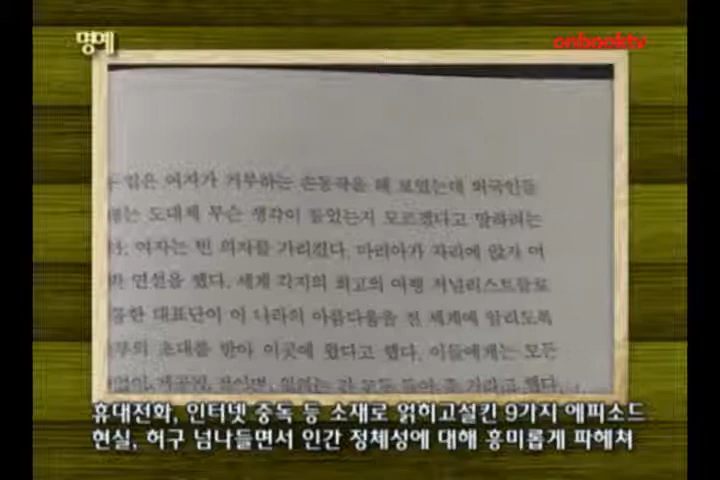 명예
onbooktv
입은 여자가 거부하는 손동작을 해 보였는데 외국인들
도대체 무슨 생각이 들었는지 모르겠다고 말하려는
여자는 빈 의자를 가리켰다. 마리아가 자리에 앉자 여
연설을 했다. 세계 각지의 최고의 여행 저널리스트들로
대표단이 이 나라의 아름다움을 전 세계에 알리도록
초대를 받아 이곳에 왔다고 했다. 이들에게는 모든
휴대전화, 인터넷 중독 등 소재로 얽히고설킨 9가지 에피소드
현실, 허구 넘나들면서 인간 정체성에 대해 흥미롭게 파헤쳐